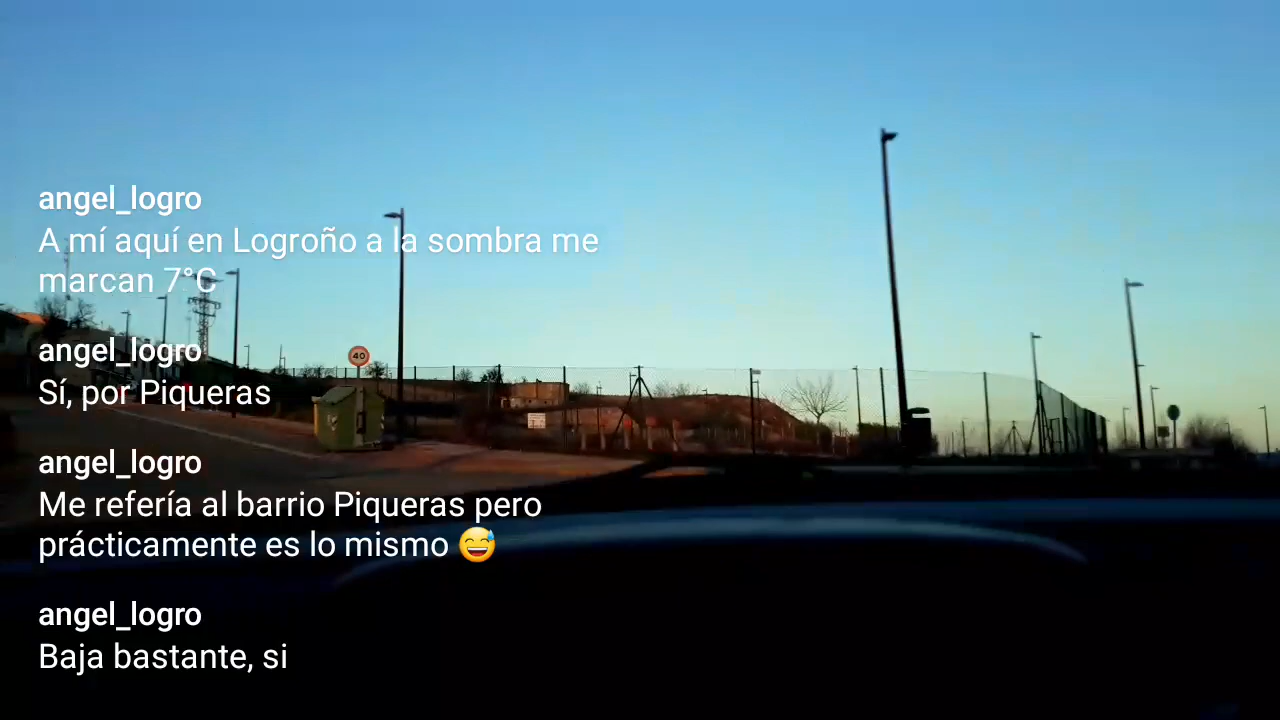 angel_logro
A mí aquí en Logroño a la sombra me
marcan 7°C
40
angel_logro
Sí, por Piqueras
angel_logro
Me refería al barrio Piqueras pero
prácticamente es lo mismo 😅
angel_logro
Baja bastante, si